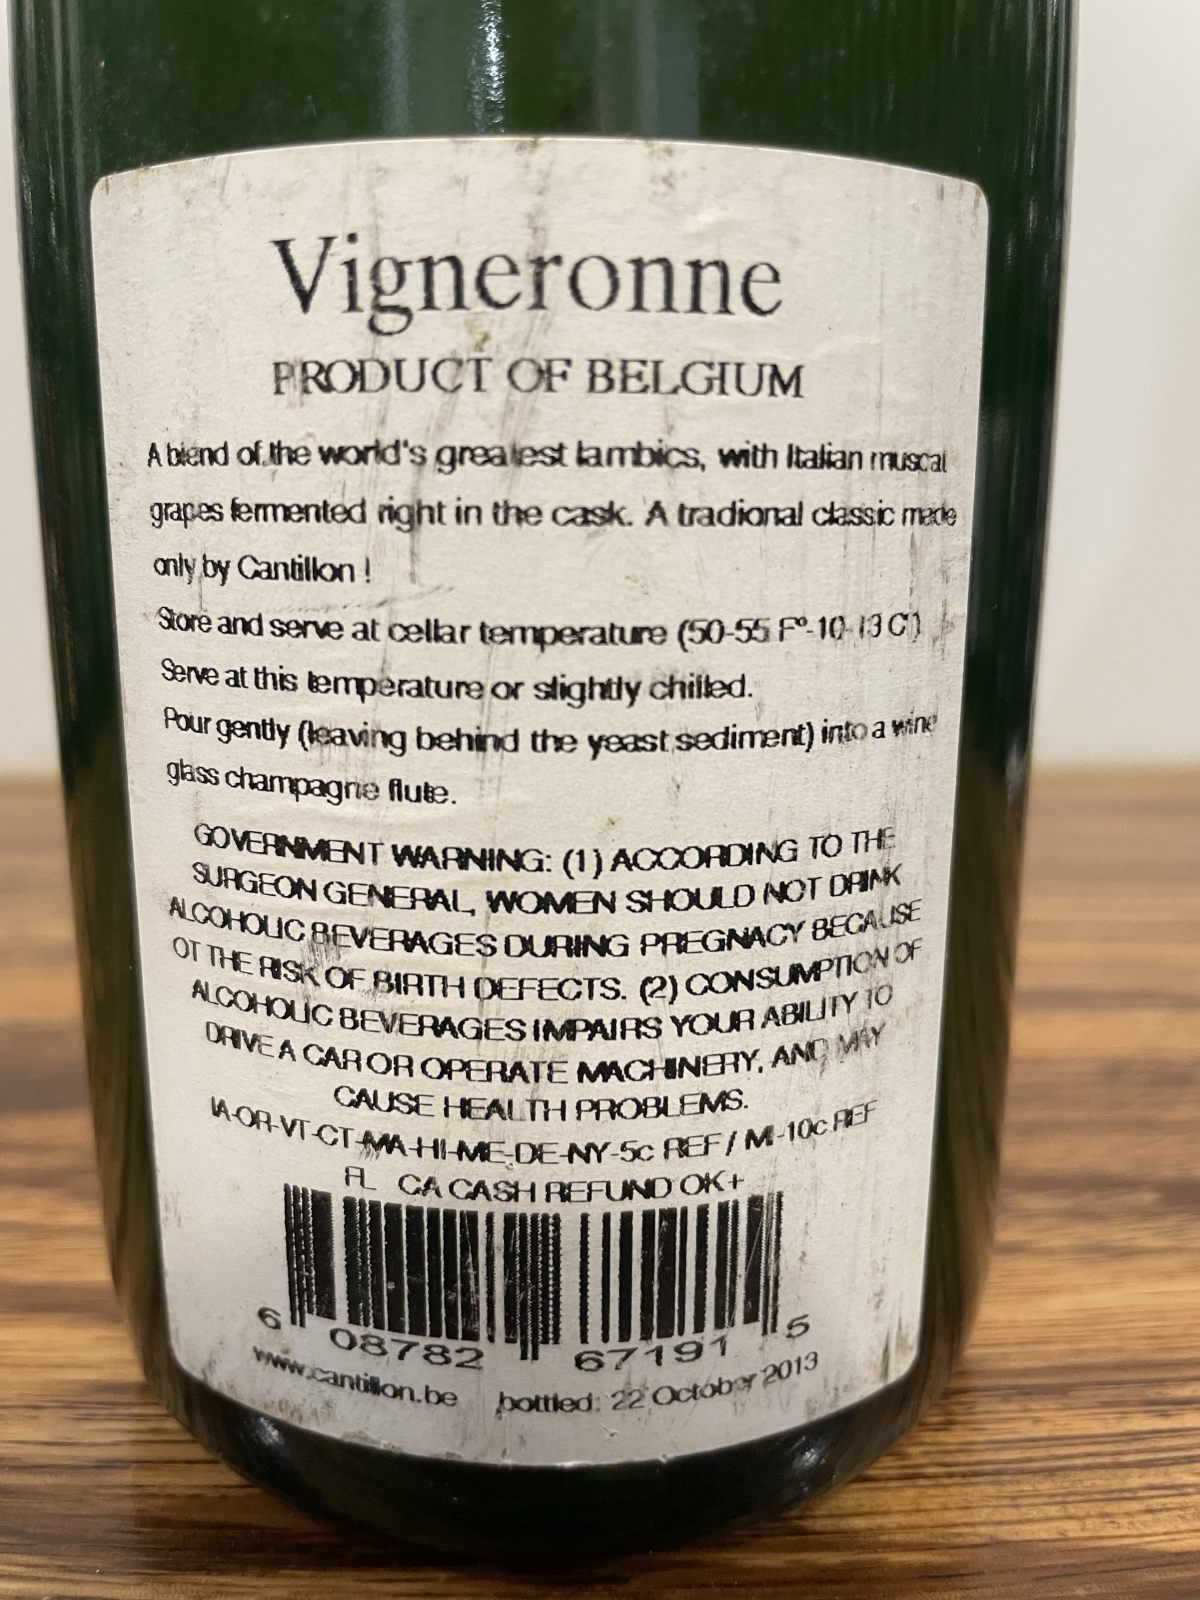 Vigneronne
PRODUCT OF BELGIUM
A blend of the world's greatest lambics, with Italian muscat
grapes fermented right in the cask. A tradional classic made
only by Cantillon !
Store and serve at cellar temperature (50-55 F°-10-13 C°)
Serve at this temperature or slightly chilled.
Pour gently (leaving behind the yeast sediment) into a wine
glass champagne flute.
GOVERNMENT WARNING: (1) ACCORDING TO THE
SURGEON GENERAL, WOMEN SHOULD NOT DRINK
ALCOHOLIC BEVERAGES DURING PREGNACY BECAUSE
OT THE RISK OF BIRTH DEFECTS. (2) CONSUMPTION OF
ALCOHOLIC BEVERAGES IMPAIRS YOUR ABILITY TO
DRIVE A CAR OR OPERATE MACHINERY, AND MAY
CAUSE HEALTH PROBLEMS.
IA-OR-VT-CT-MA-HI-ME-DE-NY-5c REF / MI-10c REF
FL CA CASH REFUND OK+
6 08782 67191 5
www.cantillon.be bottled: 22 October 2013